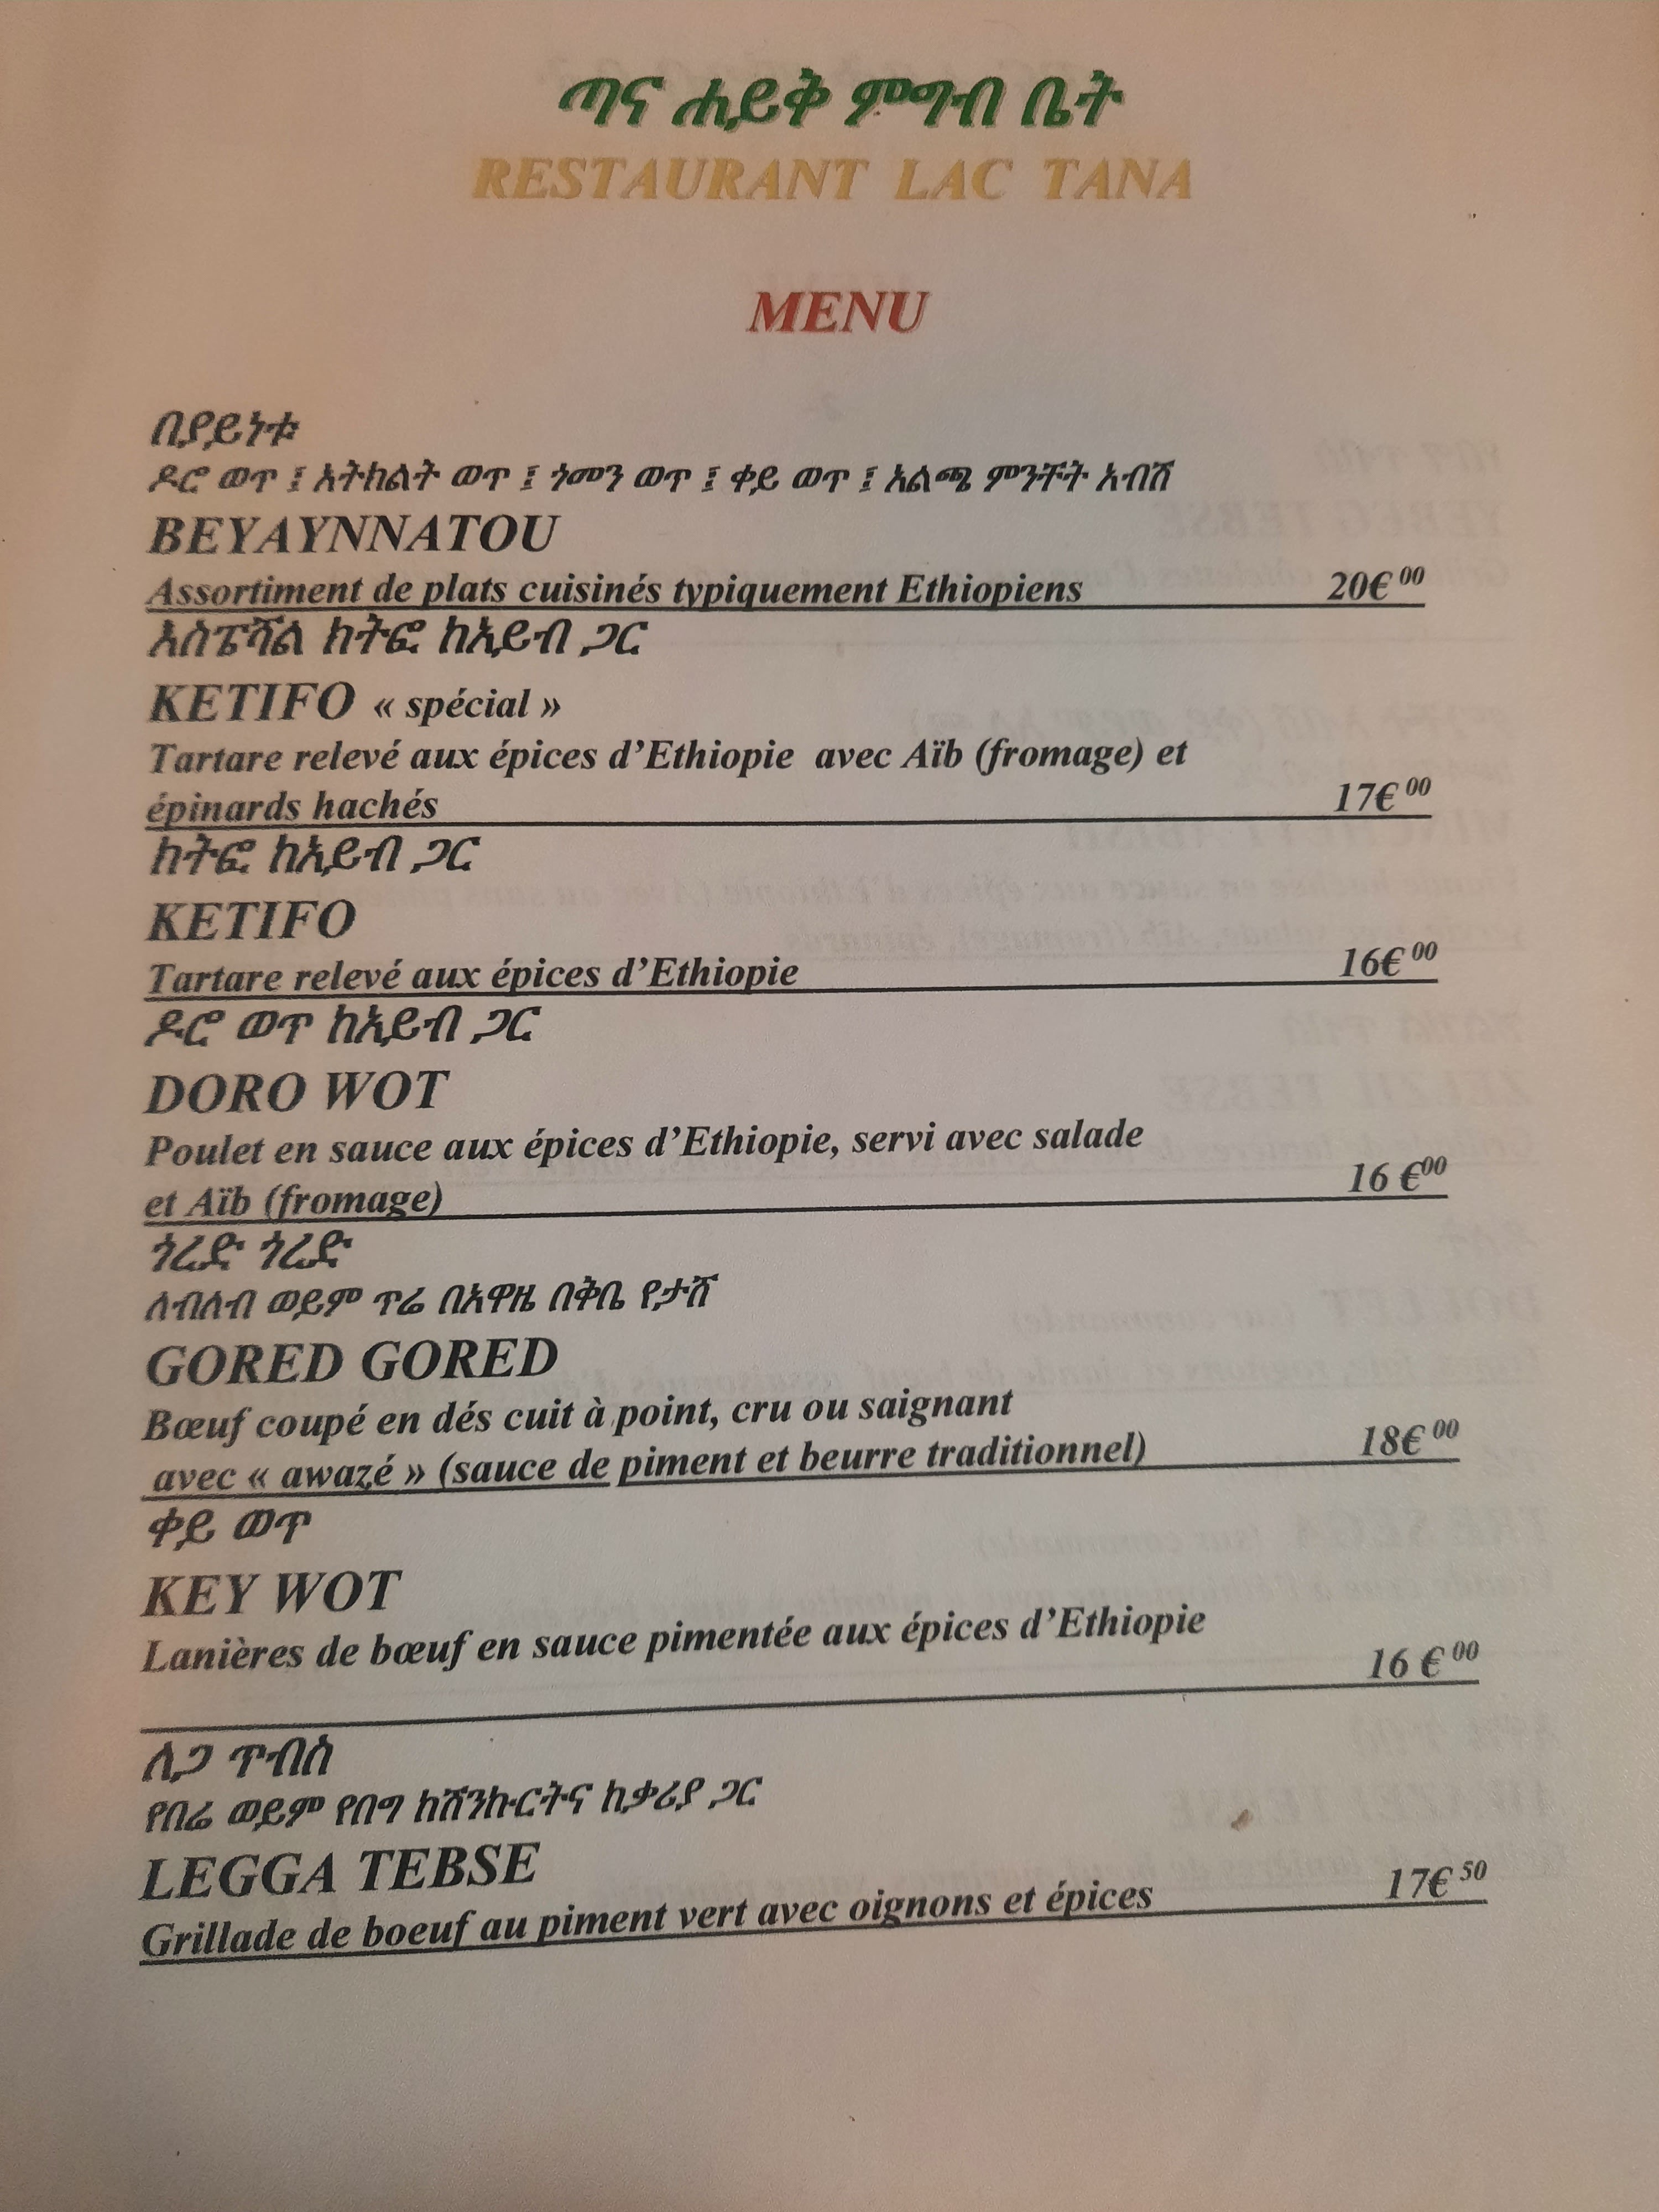 ጣና ሐይቅ ምግብ ቤት
RESTAURANT LAC TANA
MENU
በያይነቱ
ዶሮ ወጥ ፤ አትክልት ወጥ ፤ ጎመን ወጥ ፤ ቀይ ወጥ ፤ አልጫ ምንቸት አብሽ
BEYAYNNATOU
Assortiment de plats cuisinés typiquement Ethiopiens 20€ 00
እስፔሻል ክትፎ ከአይብ ጋር
KETIFO « spécial »
Tartare relevé aux épices d’Ethiopie avec Aïb (fromage) et
épinards hachés 17€ 00
ክትፎ ከአይብ ጋር
KETIFO
Tartare relevé aux épices d’Ethiopie 16€ 00
ዶሮ ወጥ ከአይብ ጋር
DORO WOT
Poulet en sauce aux épices d’Ethiopie, servi avec salade
et Aïb (fromage) 16 €00
ጎረድ ጎረድ
ለብለብ ወይም ጥሬ በአዋዜ በቅቤ የታሸ
GORED GORED
Bœuf coupé en dés cuit à point, cru ou saignant
avec « awazé » (sauce de piment et beurre traditionnel) 18€ 00
ቀይ ወጥ
KEY WOT
Lanières de bœuf en sauce pimentée aux épices d’Ethiopie
16 € 00
ለጋ ጥብስ
የበሬ ወይም የበግ ከሽንኩርትና ከቃሪያ ጋር
LEGGA TEBSE
Grillade de boeuf au piment vert avec oignons et épices 17€ 50